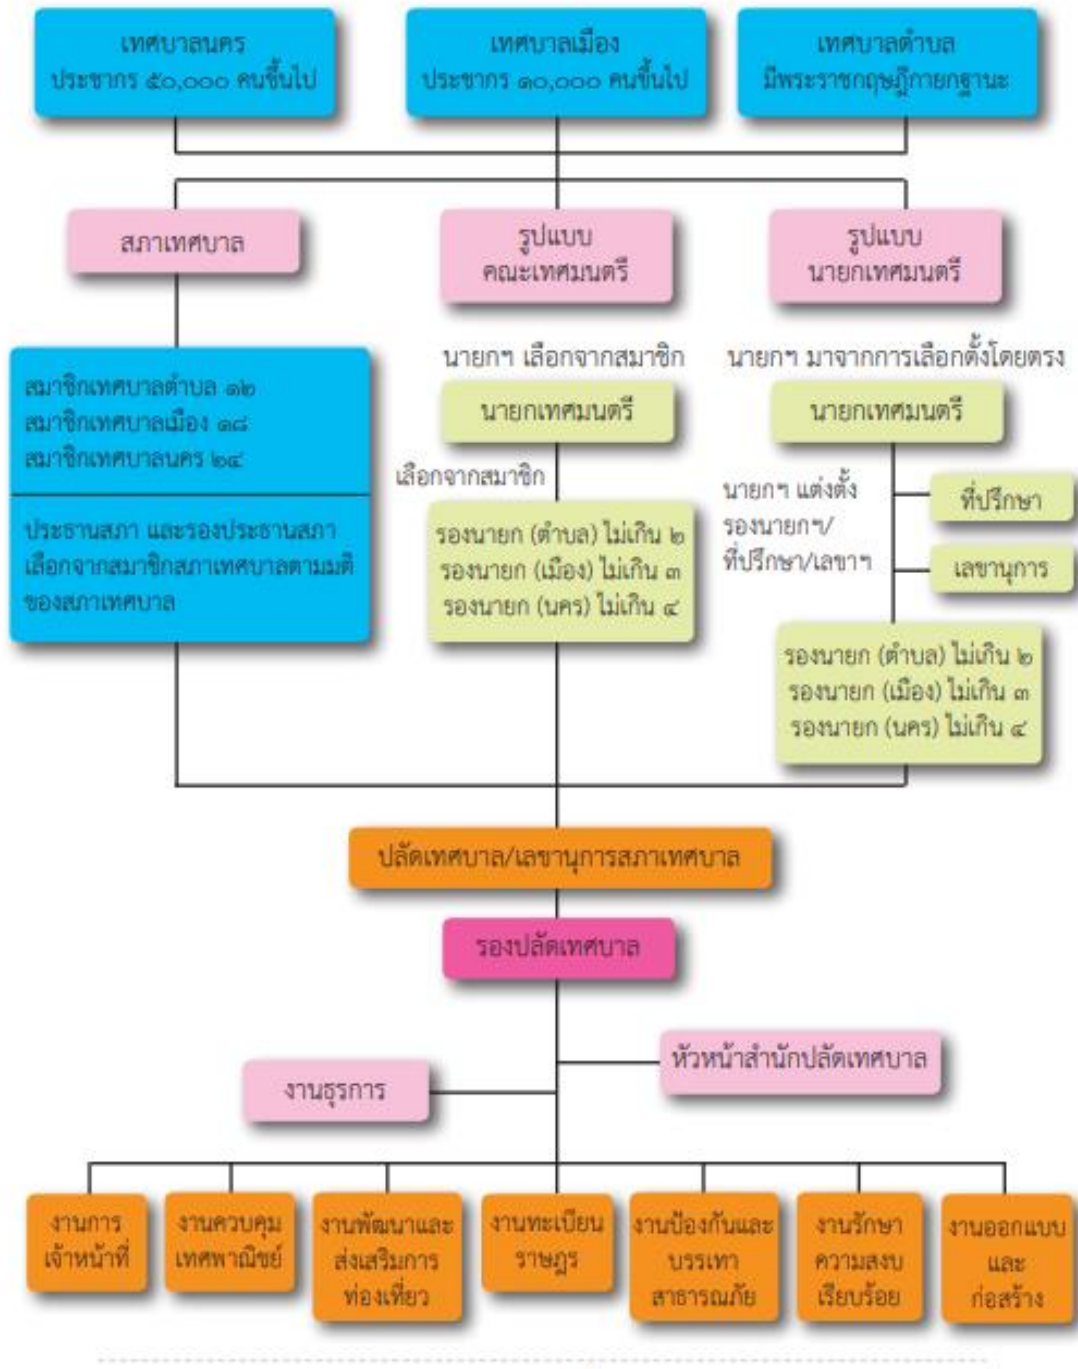 เทศบาลนคร
ประชากร ๕๐,๐๐๐ คนขึ้นไป
เทศบาลเมือง
ประชากร ๑๐,๐๐๐ คนขึ้นไป
เทศบาลตำบล
มีพระราชกฤษฎีกายกฐานะ
สภาเทศบาล
รูปแบบ
คณะเทศมนตรี
รูปแบบ
นายกเทศมนตรี
สมาชิกเทศบาลตำบล ๑๒
สมาชิกเทศบาลเมือง ๑๘
สมาชิกเทศบาลนคร ๒๔
ประธานสภา และรองประธานสภา
เลือกจากสมาชิกสภาเทศบาลตามมติ
ของสภาเทศบาล
นายกฯ เลือกจากสมาชิก
นายกเทศมนตรี
เลือกจากสมาชิก
รองนายก (ตำบล) ไม่เกิน ๒
รองนายก (เมือง) ไม่เกิน ๓
รองนายก (นคร) ไม่เกิน ๔
นายกฯ มาจากการเลือกตั้งโดยตรง
นายกเทศมนตรี
นายกฯ แต่งตั้ง
รองนายกฯ/
ที่ปรึกษา/เลขาฯ
ที่ปรึกษา
เลขานุการ
รองนายก (ตำบล) ไม่เกิน ๒
รองนายก (เมือง) ไม่เกิน ๓
รองนายก (นคร) ไม่เกิน ๔
ปลัดเทศบาล/เลขานุการสภาเทศบาล
รองปลัดเทศบาล
หัวหน้าสำนักปลัดเทศบาล
งานธุรการ
งานการ
เจ้าหน้าที่
งานควบคุม
เทศพาณิชย์
งานพัฒนาและ
ส่งเสริมการ
ท่องเที่ยว
งานทะเบียน
ราษฎร
งานป้องกันและ
บรรเทา
สาธารณภัย
งานรักษา
ความสงบ
เรียบร้อย
งานออกแบบ
และ
ก่อสร้าง